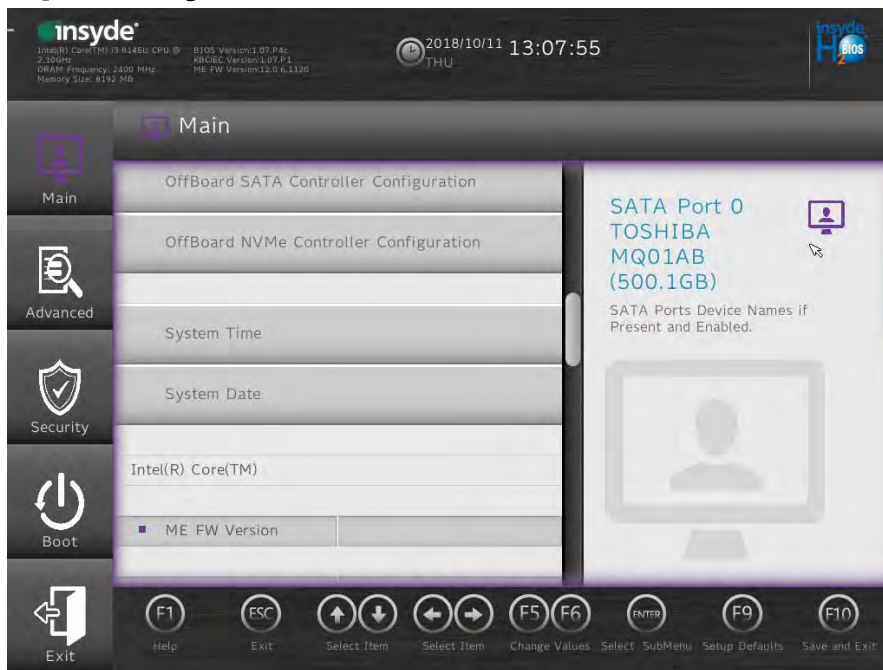 insyde®
Intel(R) Core(TM) i3-8145U CPU @
2.10GHz
DRAM Frequency: 2400 MHz
Memory Size: 8192 MB
BIOS Version:1.07.P4c
KBC/EC Version:1.07.P1
ME FW Version:12.0.6.1120
2018/10/11
THU
13:07:55
insyde
H2O
BIOS
Main
Main
Advanced
Security
Boot
Exit
OffBoard SATA Controller Configuration
OffBoard NVMe Controller Configuration
System Time
System Date
Intel(R) Core(TM)
ME FW Version
SATA Port 0
TOSHIBA
MQ01AB
(500.1GB)
SATA Ports Device Names if
Present and Enabled.
F1
Help
ESC
Exit
Select Item
Select Item
F5 F6
Change Values
ENTER
Select SubMenu
F9
Setup Defaults
F10
Save and Exit